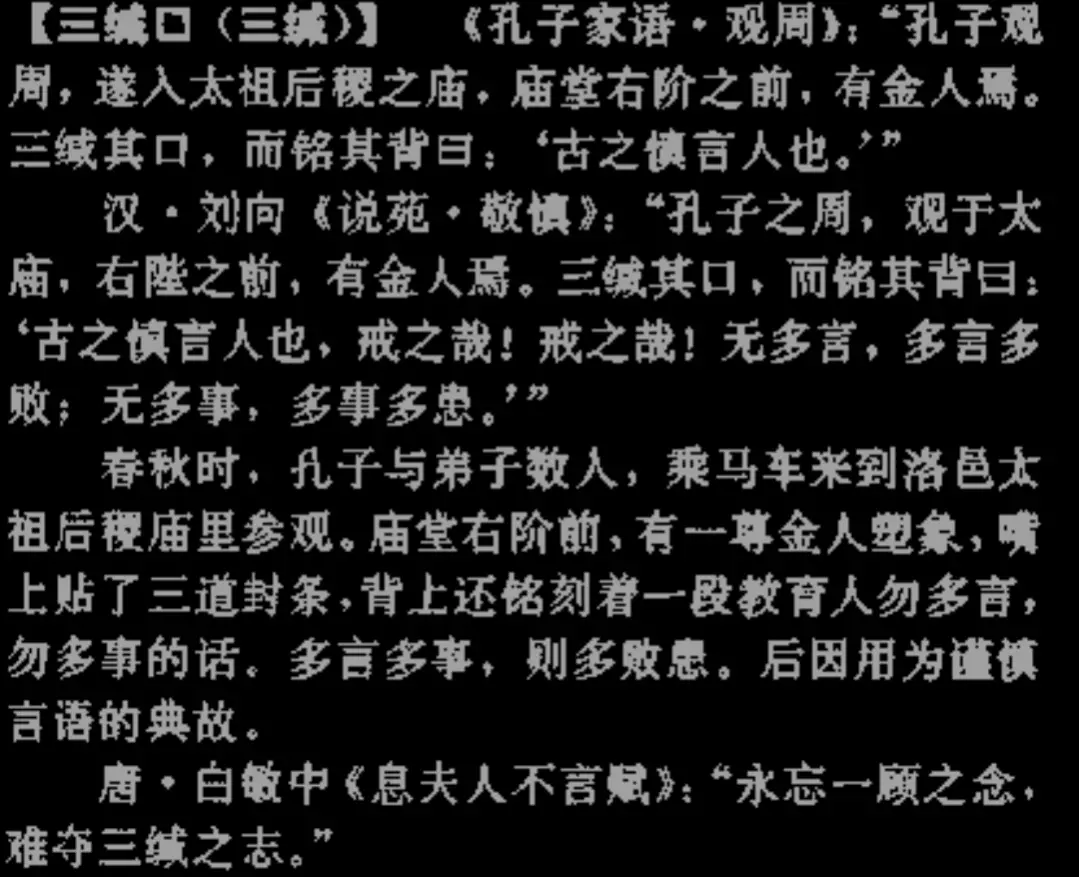 【三缄口（三缄）】 《孔子家语·观周》：“孔子观
周，遂入太祖后稷之庙，庙堂右阶之前，有金人焉。
三缄其口，而铭其背曰：‘古之慎言人也。’”
汉·刘向《说苑·敬慎》：“孔子之周，观于太
庙，右陛之前，有金人焉。三缄其口，而铭其背曰：
‘古之慎言人也，戒之哉！戒之哉！无多言，多言多
败；无多事，多事多患。’”
春秋时，孔子与弟子数人，乘马车来到洛邑太
祖后稷庙里参观。庙堂右阶前，有一尊金人塑象，嘴
上贴了三道封条，背上还铭刻着一段教育人勿多言，
勿多事的话。多言多事，则多败患。后因用为谨慎
言语的典故。
唐·白敏中《息夫人不言赋》：“永忘一顾之念，
难夺三缄之志。”